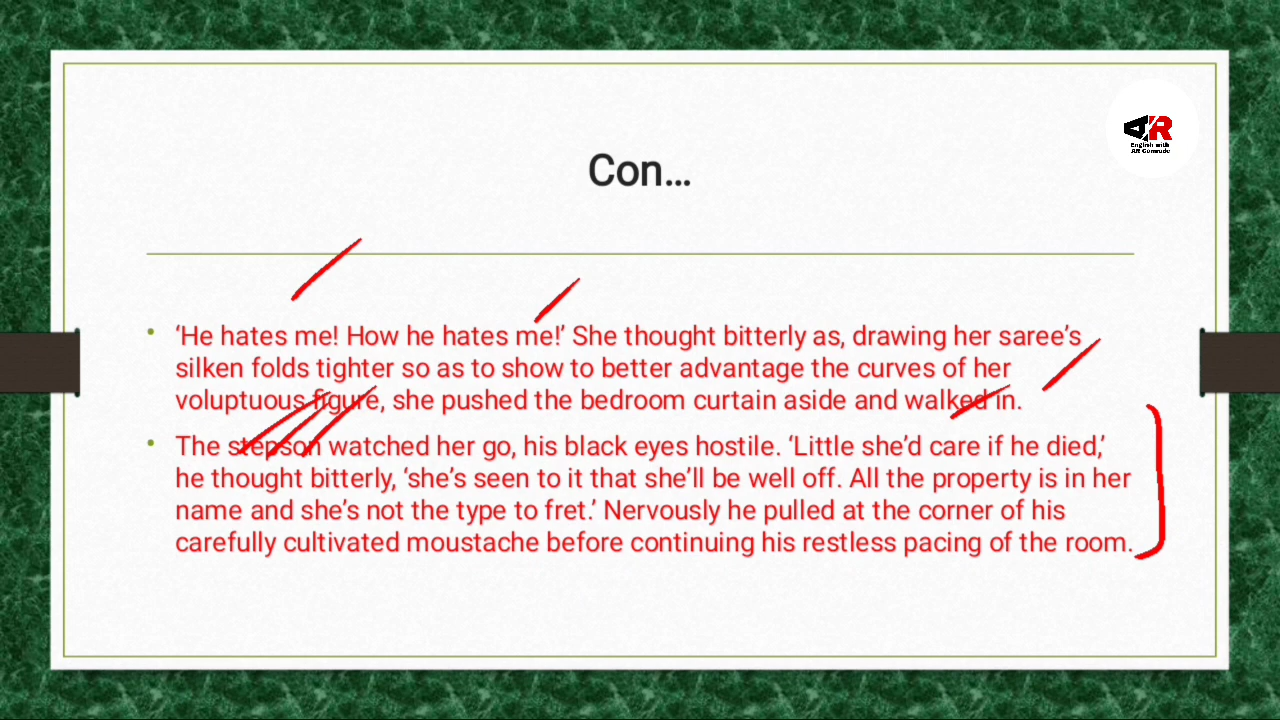 AR
English with
AR Comrade
Con...
‘He hates me! How he hates me!’ She thought bitterly as, drawing her saree’s
silken folds tighter so as to show to better advantage the curves of her
voluptuous figure, she pushed the bedroom curtain aside and walked in.
The stepson watched her go, his black eyes hostile. ‘Little she’d care if he died,’
he thought bitterly, ‘she’s seen to it that she’ll be well off. All the property is in her
name and she’s not the type to fret.’ Nervously he pulled at the corner of his
carefully cultivated moustache before continuing his restless pacing of the room.